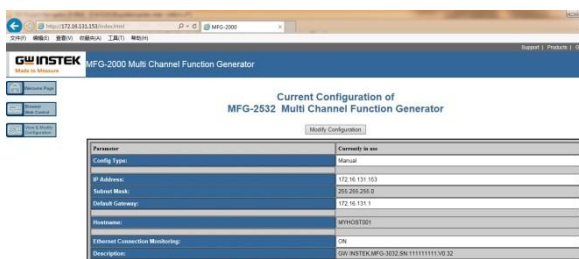 http://172.16.131.153/index.html
MFG-2000
文件(F) 编辑(E) 查看(V) 收藏夹(A) 工具(T) 帮助(H)
Support | Products |
GW INSTEK
Made to Measure
MFG-2000 Multi Channel Function Generator
Welcome Page
Browser
Web Control
View & Modify
Configuration
Current Configuration of
MFG-2532 Multi Channel Function Generator
Modify Configuration
Parameter Currently in use
Config Type: Manual
IP Address: 172.16.131.153
Subnet Mask: 255.255.255.0
Default Gateway: 172.16.131.1
Hostname: MYHOST001
Ethernet Connection Monitoring: ON
Description: GW INSTEK,MFG-3032,SN:111111111,V0.32